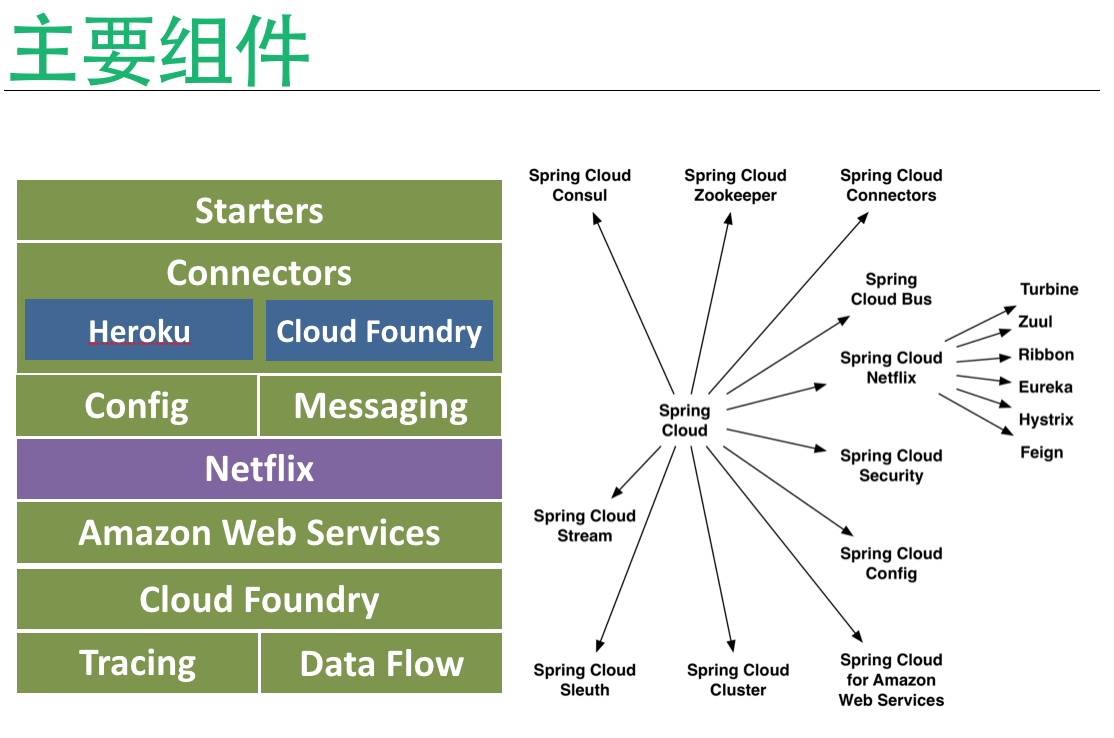 主要组件
Starters
Connectors
Heroku
Cloud Foundry
Config
Messaging
Netflix
Amazon Web Services
Cloud Foundry
Tracing
Data Flow
Spring Cloud
Consul
Spring Cloud
Zookeeper
Spring Cloud
Connectors
Spring
Cloud Bus
Spring Cloud
Netflix
Turbine
Zuul
Ribbon
Eureka
Hystrix
Feign
Spring
Cloud
Spring Cloud
Security
Spring Cloud
Stream
Spring Cloud
Config
Spring Cloud
Sleuth
Spring Cloud
Cluster
Spring Cloud
for Amazon
Web Services